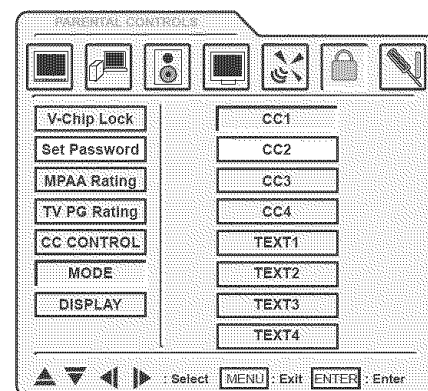 PARENTAL CONTROLS
V-Chip Lock
Set Password
MPAA Rating
TV PG Rating
CC CONTROL
MODE
DISPLAY
CC1
CC2
CC3
CC4
TEXT1
TEXT2
TEXT3
TEXT4
: Select MENU : Exit ENTER : Enter